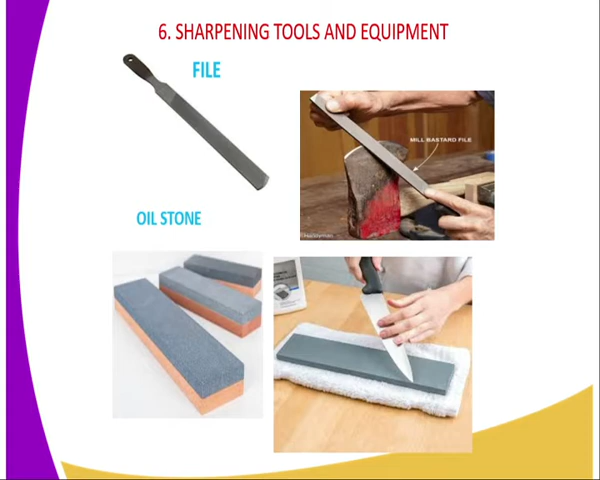 6. SHARPENING TOOLS AND EQUIPMENT
FILE
MILL BASTARD FILE
OIL STONE